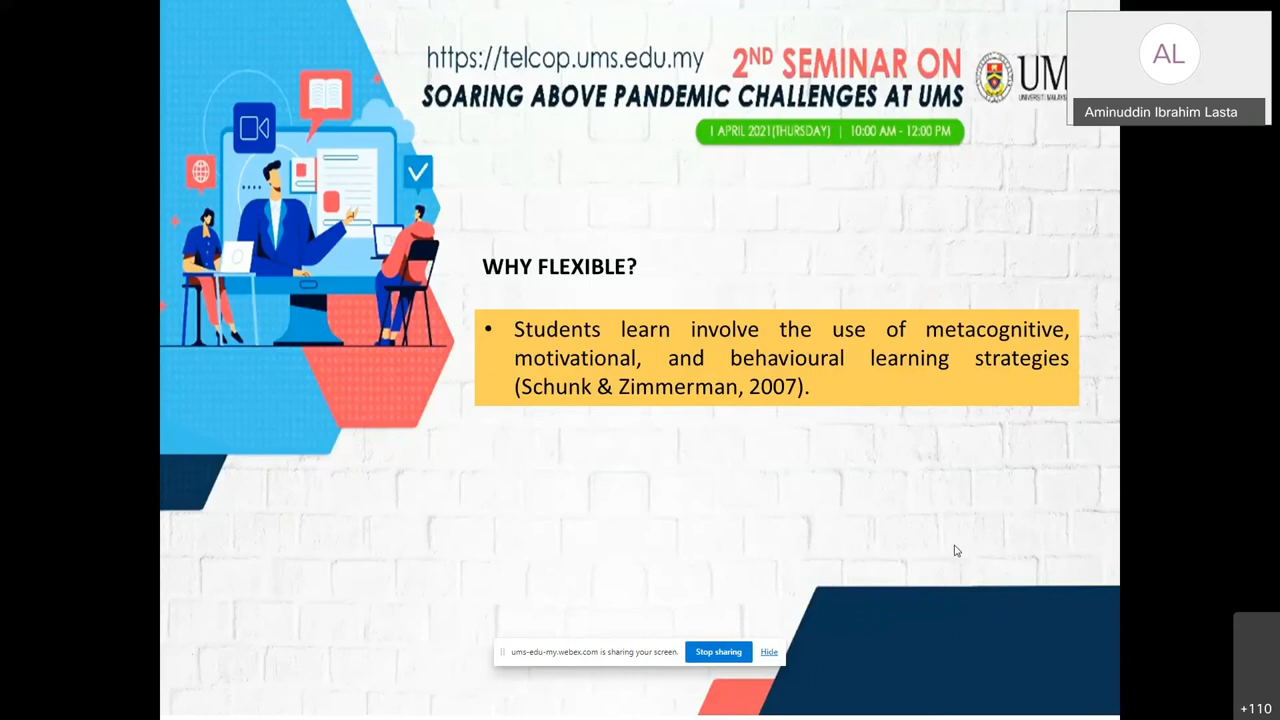 https://telcop.ums.edu.my 2ND SEMINAR ON
SOARING ABOVE PANDEMIC CHALLENGES AT UMS
1 APRIL 2021(THURSDAY) | 10:00 AM - 12:00 PM
UM
AL
Aminuddin Ibrahim Lasta
WHY FLEXIBLE?
• Students learn involve the use of metacognitive,
motivational, and behavioural learning strategies
(Schunk & Zimmerman, 2007).
ums-edu-my.webex.com is sharing your screen. Stop sharing Hide
+110